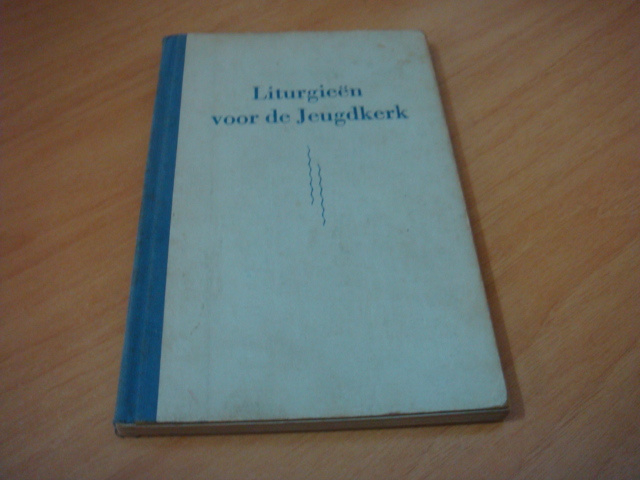 Liturgieën
voor de Jeugdkerk